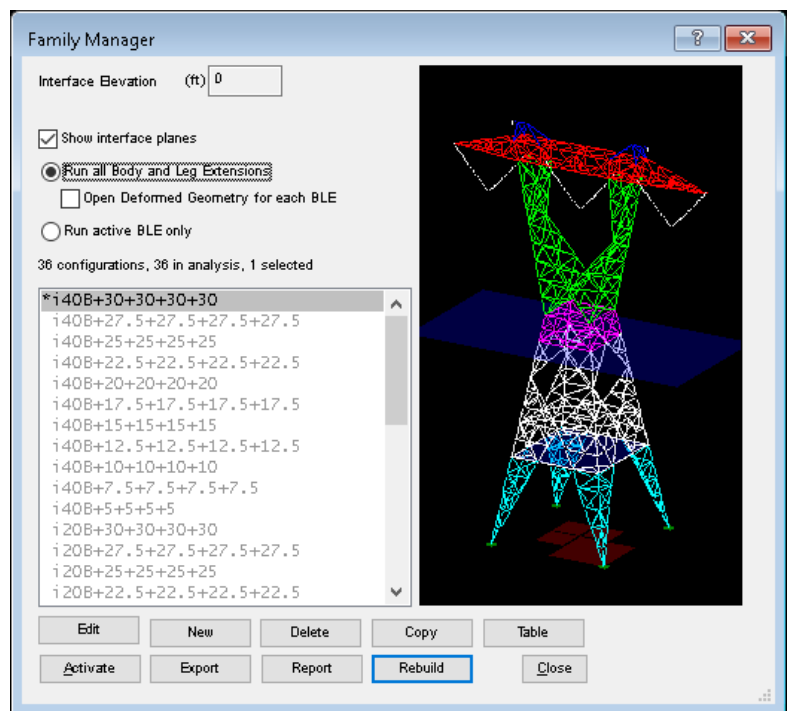 Family Manager
Interface Elevation (ft) 0
Show interface planes
Run all Body and Leg Extensions
Open Deformed Geometry for each BLE
Run active BLE only
36 configurations, 36 in analysis, 1 selected
*i40B+30+30+30+30
i40B+27.5+27.5+27.5+27.5
i40B+25+25+25+25
i40B+22.5+22.5+22.5+22.5
i40B+20+20+20+20
i40B+17.5+17.5+17.5+17.5
i40B+15+15+15+15
i40B+12.5+12.5+12.5+12.5
i40B+10+10+10+10
i40B+7.5+7.5+7.5+7.5
i40B+5+5+5+5
i20B+30+30+30+30
i20B+27.5+27.5+27.5+27.5
i20B+25+25+25+25
i20B+22.5+22.5+22.5+22.5
Edit New Delete Copy Table
Activate Export Report Rebuild Close